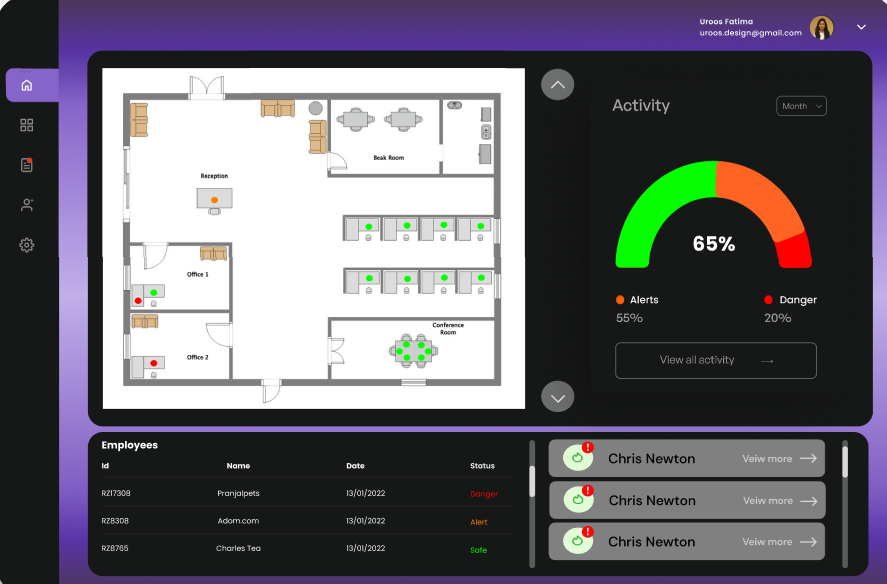 Uroos Fatima
uroos.design@gmail.com
Activity
Month
Beak Room
Reception
Office 1
Office 2
Conference
Room
65%
Alerts
55%
Danger
20%
View all activity
Employees
Id Name Date Status
RZ17308 Pranjalpets 13/01/2022 Danger
RZ8308 Adom.com 13/01/2022 Alert
RZ8765 Charles Tea 13/01/2022 Safe
! Chris Newton Veiw more
! Chris Newton Veiw more
! Chris Newton Veiw more